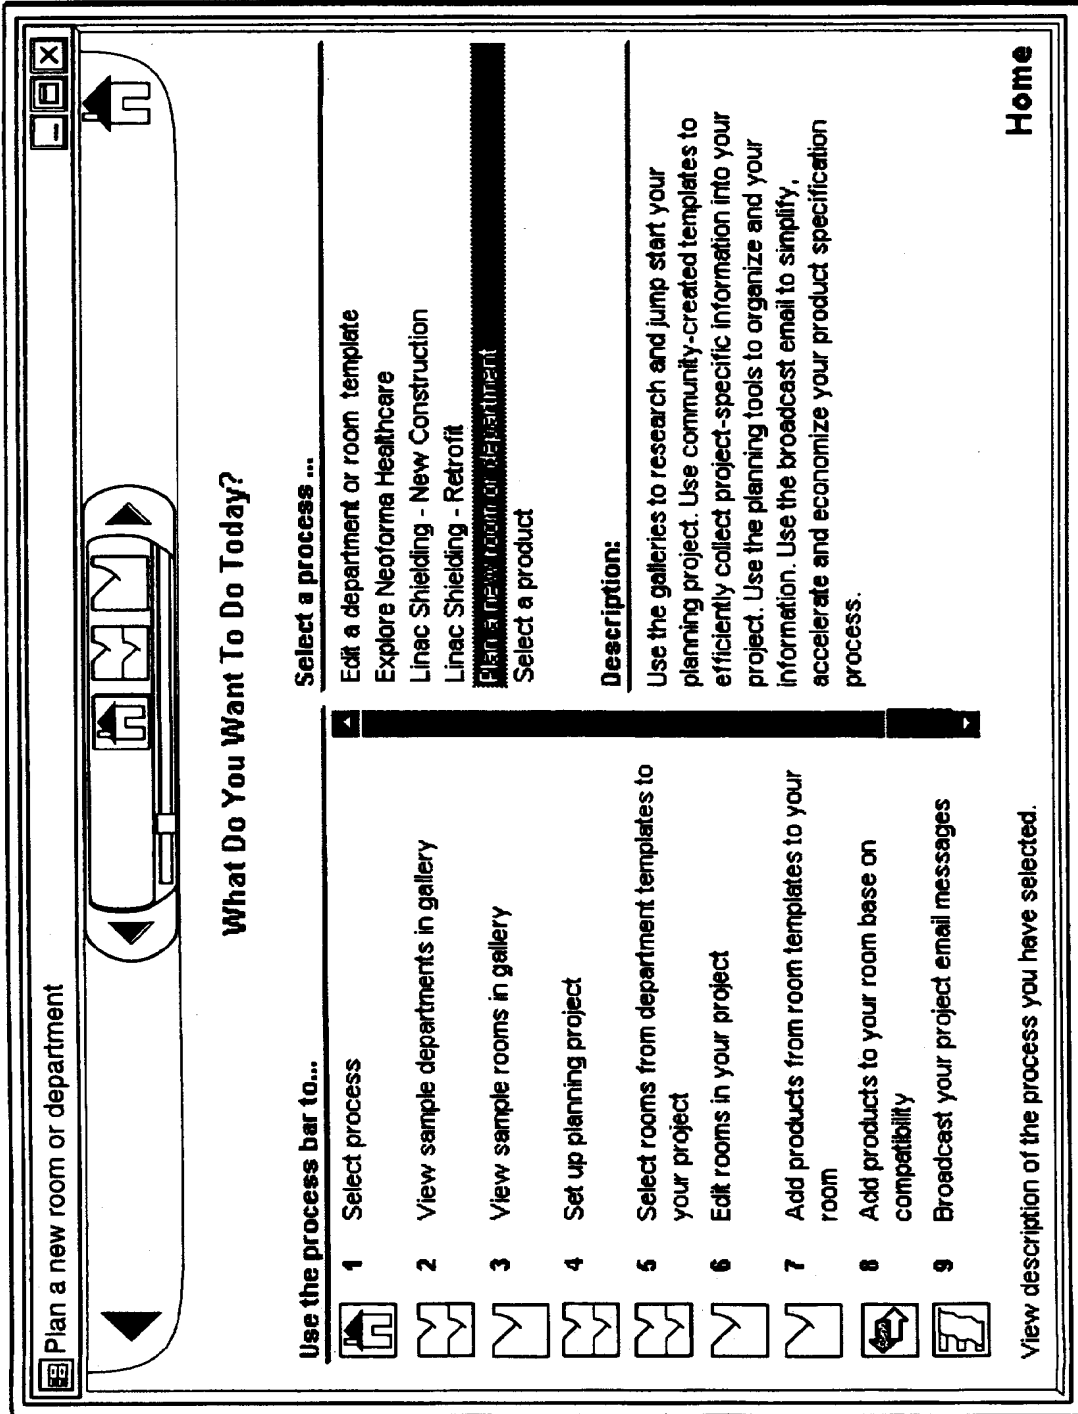 Plan a new room or department
What Do You Want To Do Today?
Use the process bar to...
1 Select process
2 View sample departments in gallery
3 View sample rooms in gallery
4 Set up planning project
5 Select rooms from department templates to
your project
6 Edit rooms in your project
7 Add products from room templates to your
room
8 Add products to your room base on
compatibility
9 Broadcast your project email messages
Select a process ...
Edit a department or room template
Explore Neoforma Healthcare
Linac Shielding - New Construction
Linac Shielding - Retrofit
Plan a new room or department
Select a product
Description:
Use the galleries to research and jump start your
planning project. Use community-created templates to
efficiently collect project-specific information into your
project. Use the planning tools to organize and your
information. Use the broadcast email to simplify,
accelerate and economize your product specification
process.
View description of the process you have selected.
Home